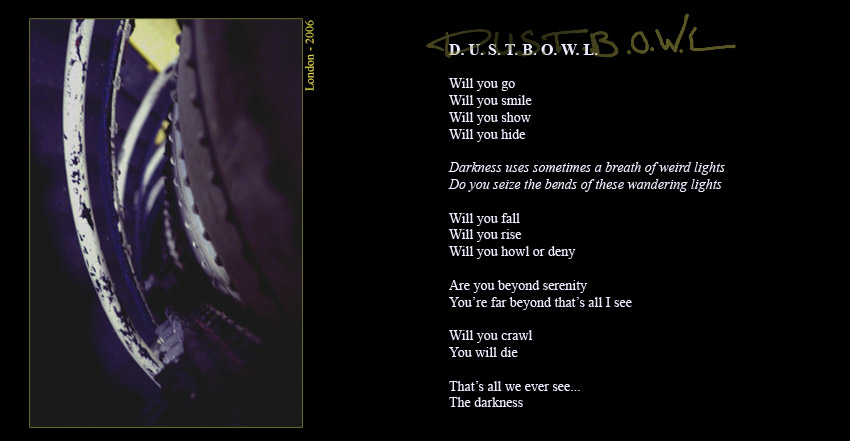 London - 2006
DUSTB.O.W.L
D. U. S. T. B. O. W. L.
Will you go
Will you smile
Will you show
Will you hide
Darkness uses sometimes a breath of weird lights
Do you seize the bends of these wandering lights
Will you fall
Will you rise
Will you howl or deny
Are you beyond serenity
You’re far beyond that’s all I see
Will you crawl
You will die
That’s all we ever see...
The darkness